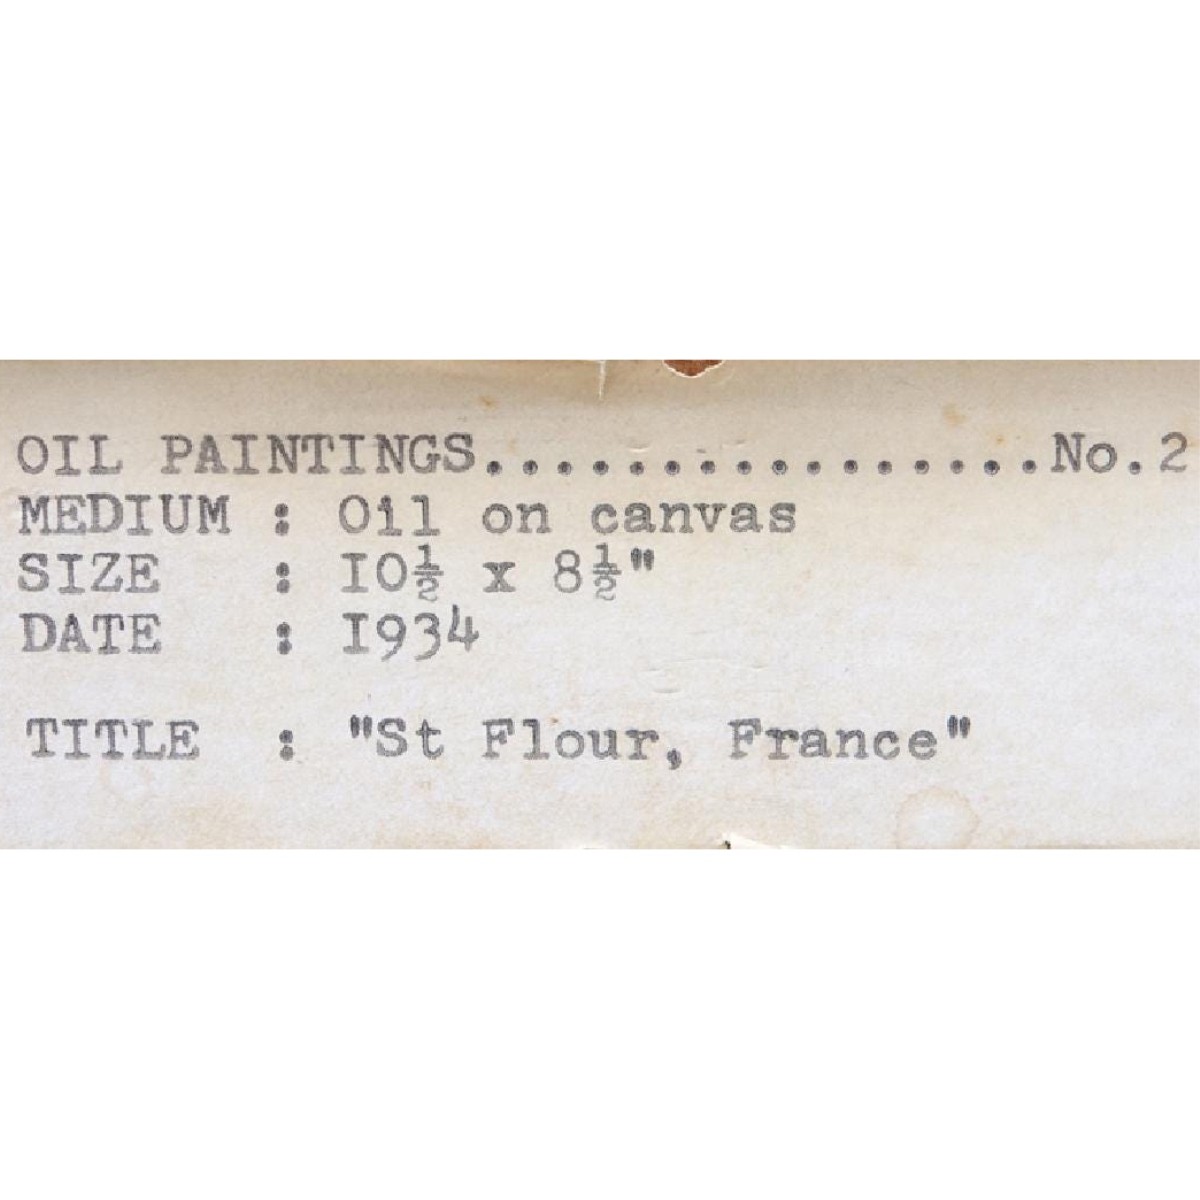 OIL PAINTINGS................No.2
MEDIUM : Oil on canvas
SIZE : I0½ x 8½"
DATE : I934
TITLE : "St Flour, France"